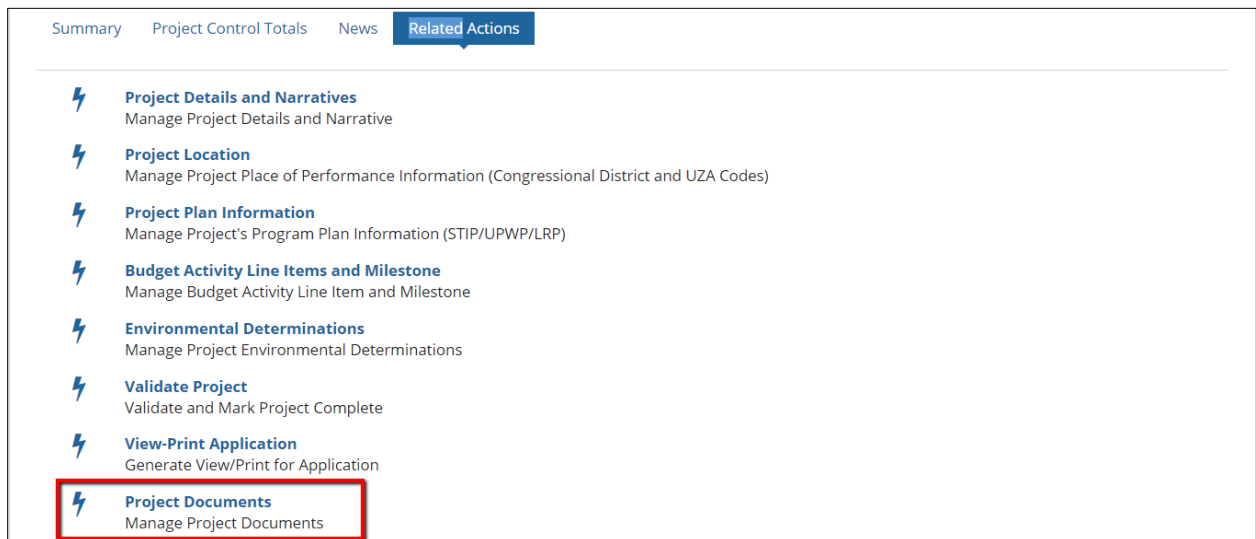 Summary Project Control Totals News Related Actions
Project Details and Narratives
Manage Project Details and Narrative
Project Location
Manage Project Place of Performance Information (Congressional District and UZA Codes)
Project Plan Information
Manage Project's Program Plan Information (STIP/UPWP/LRP)
Budget Activity Line Items and Milestone
Manage Budget Activity Line Item and Milestone
Environmental Determinations
Manage Project Environmental Determinations
Validate Project
Validate and Mark Project Complete
View-Print Application
Generate View/Print for Application
Project Documents
Manage Project Documents